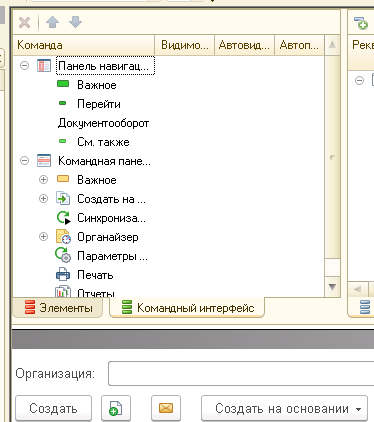 Команда Видимо... Автовид... Автоп...
Рек
Панель навигац...
Важное
Перейти
Документооборот
См. также
Командная пане...
Важное
Создать на ...
Синхрониза...
Органайзер
Параметры ...
Печать
Отчеты
Элементы Командный интерфейс
Организация:
Создать Создать на основании